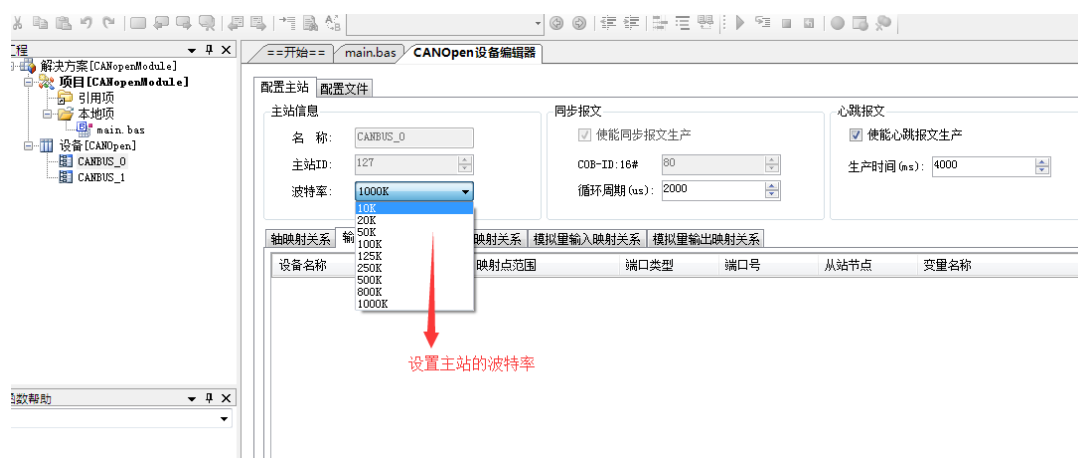 ==开始== main.bas CANOpen设备编辑器
工程
解决方案[CANopenModule]
项目[CANopenModule]
引用项
本地项
main.bas
设备[CANOpen]
CANBUS_0
CANBUS_1
函数帮助
配置主站 配置文件
主站信息
名 称: CANBUS_0
主站ID: 127
波特率: 1000K
10K
20K
50K
100K
125K
250K
500K
800K
1000K
同步报文
使能同步报文生产
COB-ID:16# 80
循环周期(us): 2000
心跳报文
使能心跳报文生产
生产时间(ms): 4000
轴映射关系 输 映射关系 模拟量输入映射关系 模拟量输出映射关系
设备名称 映射点范围 端口类型 端口号 从站节点 变量名称
设置主站的波特率